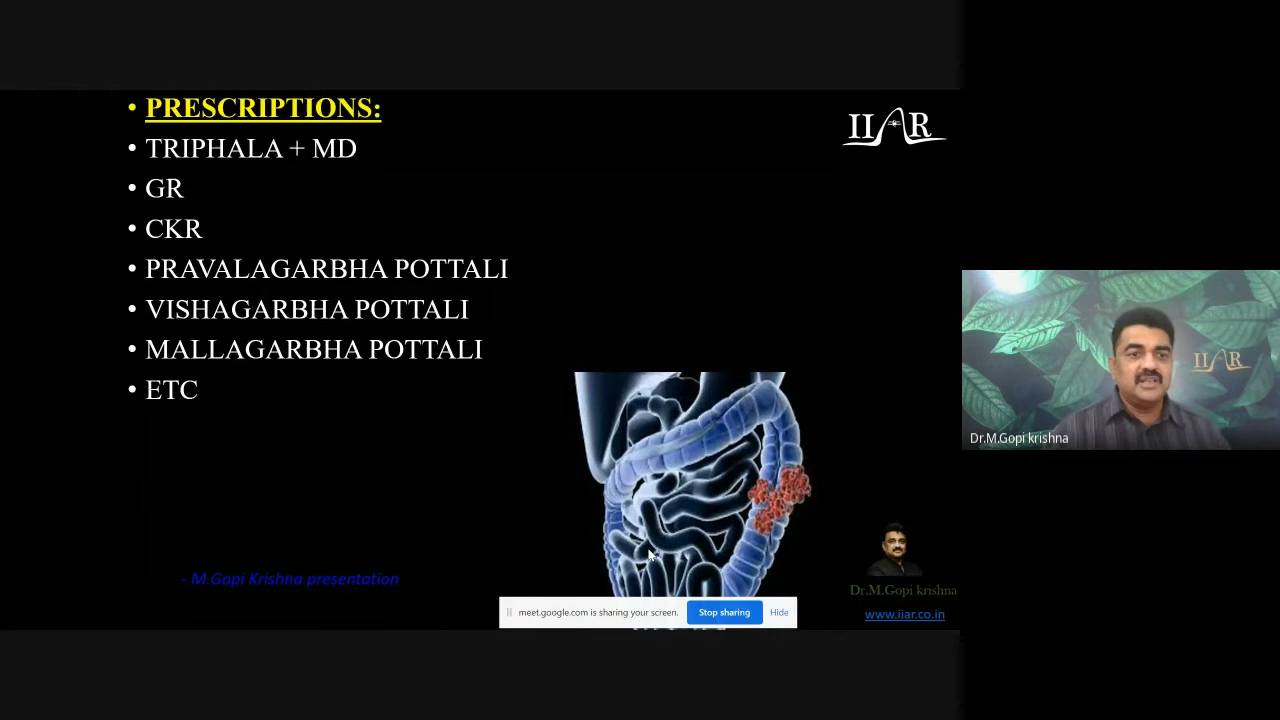 • PRESCRIPTIONS:
• TRIPHALA + MD
• GR
• CKR
• PRAVALAGARBHA POTTALI
• VISHAGARBHA POTTALI
• MALLAGARBHA POTTALI
• ETC
- M.Gopi Krishna presentation
IIAR
meet.google.com is sharing your screen. Stop sharing Hide
Dr.M.Gopi krishna
www.iiar.co.in
IIAR
Dr.M.Gopi krishna